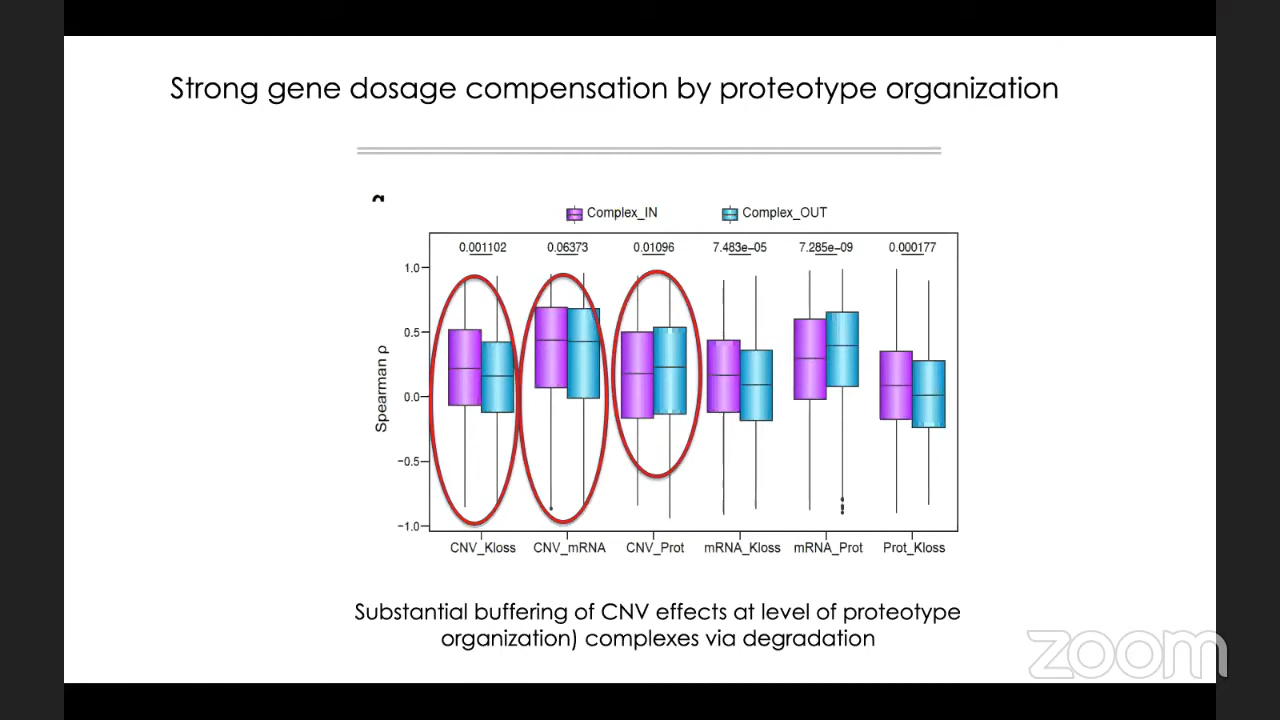 Strong gene dosage compensation by proteotype organization
Complex_IN Complex_OUT
0.001102 0.06373 0.01096 7.483e−05 7.285e−09 0.000177
1.0
0.5
0.0
−0.5
−1.0
Spearman ρ
CNV_Kloss CNV_mRNA CNV_Prot mRNA_Kloss mRNA_Prot Prot_Kloss
Substantial buffering of CNV effects at level of proteotype
organization) complexes via degradation
zoom